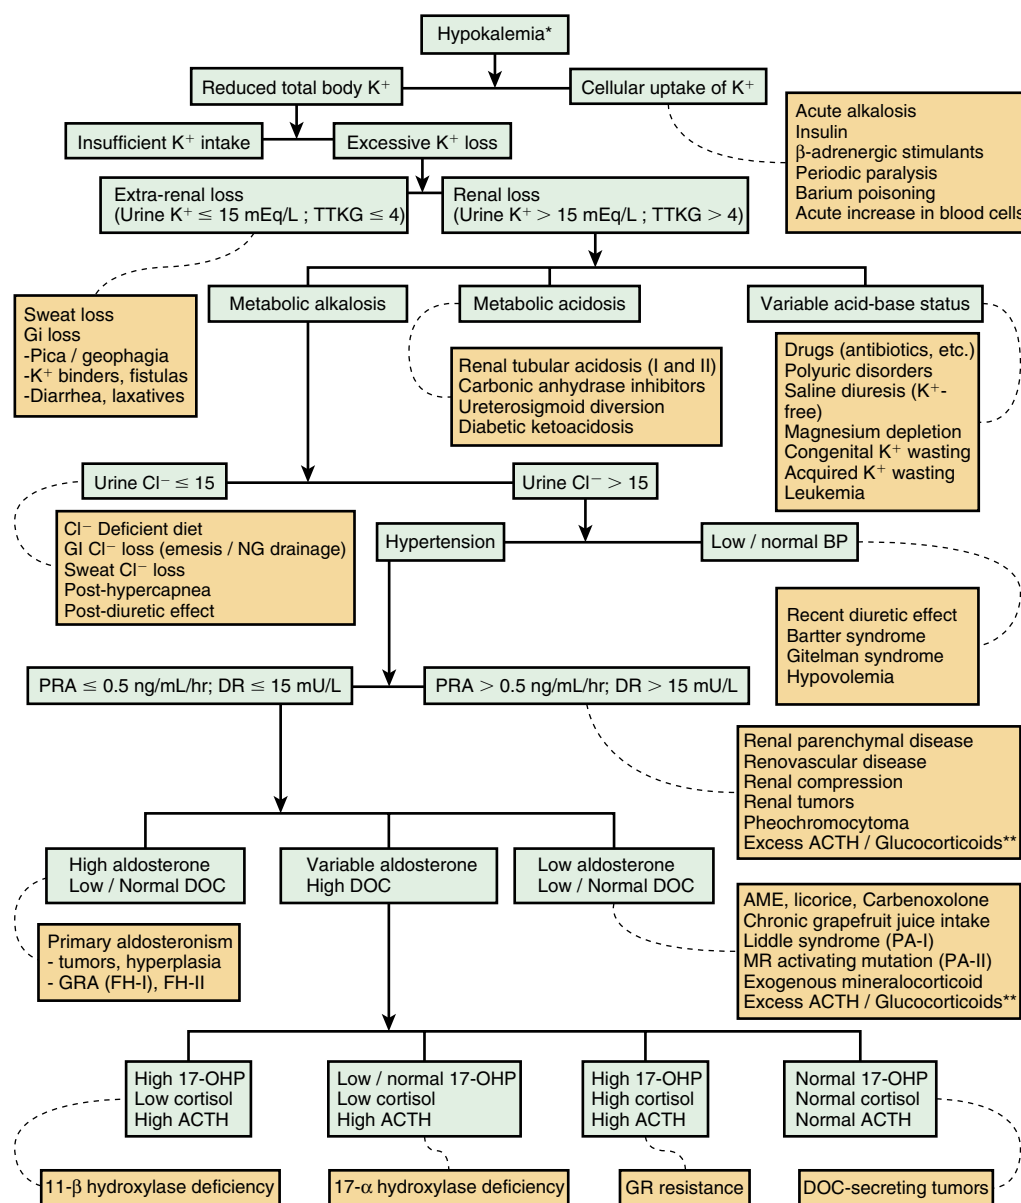 Hypokalemia*
Reduced total body K⁺
Cellular uptake of K⁺
Acute alkalosis
Insulin
β-adrenergic stimulants
Periodic paralysis
Barium poisoning
Acute increase in blood cells
Insufficient K⁺ intake
Excessive K⁺ loss
Extra-renal loss
(Urine K⁺ ≤ 15 mEq/L ; TTKG ≤ 4)
Renal loss
(Urine K⁺ > 15 mEq/L ; TTKG > 4)
Metabolic alkalosis
Metabolic acidosis
Variable acid-base status
Sweat loss
Gi loss
-Pica / geophagia
-K⁺ binders, fistulas
-Diarrhea, laxatives
Renal tubular acidosis (I and II)
Carbonic anhydrase inhibitors
Ureterosigmoid diversion
Diabetic ketoacidosis
Drugs (antibiotics, etc.)
Polyuric disorders
Saline diuresis (K⁺-
free)
Magnesium depletion
Congenital K⁺ wasting
Acquired K⁺ wasting
Leukemia
Urine Cl⁻ ≤ 15
Urine Cl⁻ > 15
Cl⁻ Deficient diet
GI Cl⁻ loss (emesis / NG drainage)
Sweat Cl⁻ loss
Post-hypercapnea
Post-diuretic effect
Hypertension
Low / normal BP
Recent diuretic effect
Bartter syndrome
Gitelman syndrome
Hypovolemia
PRA ≤ 0.5 ng/mL/hr; DR ≤ 15 mU/L
PRA > 0.5 ng/mL/hr; DR > 15 mU/L
Renal parenchymal disease
Renovascular disease
Renal compression
Renal tumors
Pheochromocytoma
Excess ACTH / Glucocorticoids**
High aldosterone
Low / Normal DOC
Variable aldosterone
High DOC
Low aldosterone
Low / Normal DOC
Primary aldosteronism
- tumors, hyperplasia
- GRA (FH-I), FH-II
AME, licorice, Carbenoxolone
Chronic grapefruit juice intake
Liddle syndrome (PA-I)
MR activating mutation (PA-II)
Exogenous mineralocorticoid
Excess ACTH / Glucocorticoids**
High 17-OHP
Low cortisol
High ACTH
Low / normal 17-OHP
Low cortisol
High ACTH
High 17-OHP
High cortisol
High ACTH
Normal 17-OHP
Normal cortisol
Normal ACTH
11-β hydroxylase deficiency
17-α hydroxylase deficiency
GR resistance
DOC-secreting tumors